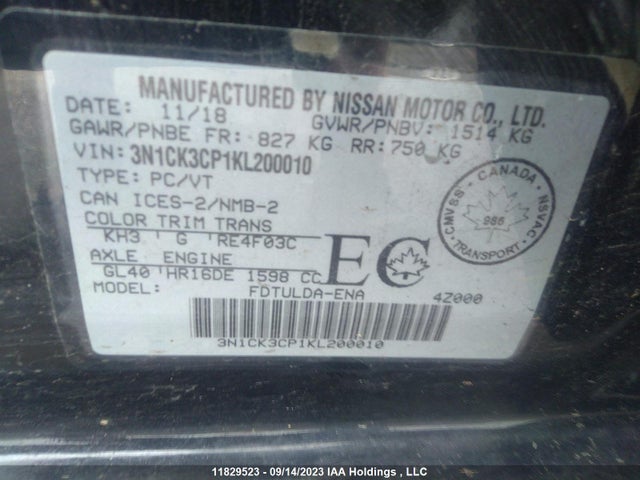 MANUFACTURED BY NISSAN MOTOR CO., LTD.
DATE: 11/18 GVWR/PNBV: 1514 KG
GAWR/PNBE FR: 827 KG RR: 750 KG
VIN: 3N1CK3CP1KL200010
TYPE: PC/VT
CAN ICES-2/NMB-2
COLOR TRIM TRANS
KH3 G RE4F03C
AXLE ENGINE
GL40 HR16DE 1598 CC
MODEL: FDTULDA-ENA 4Z000
EC
CMVSS CANADA NSVAC TRANSPORT
986
3N1CK3CP1KL200010
11829523 - 09/14/2023 IAA Holdings , LLC